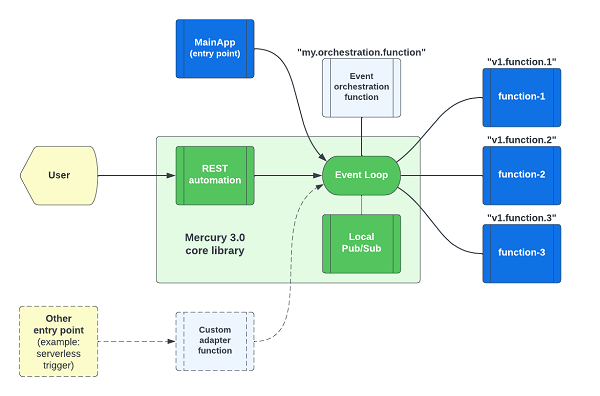 MainApp
(entry point)
"my.orchestration.function"
Event
orchestration
function
"v1.function.1"
function-1
User
REST
automation
Event Loop
"v1.function.2"
function-2
Mercury 3.0
core library
Local
Pub/Sub
"v1.function.3"
function-3
Other
entry point
(example:
serverless
trigger)
Custom
adapter
function